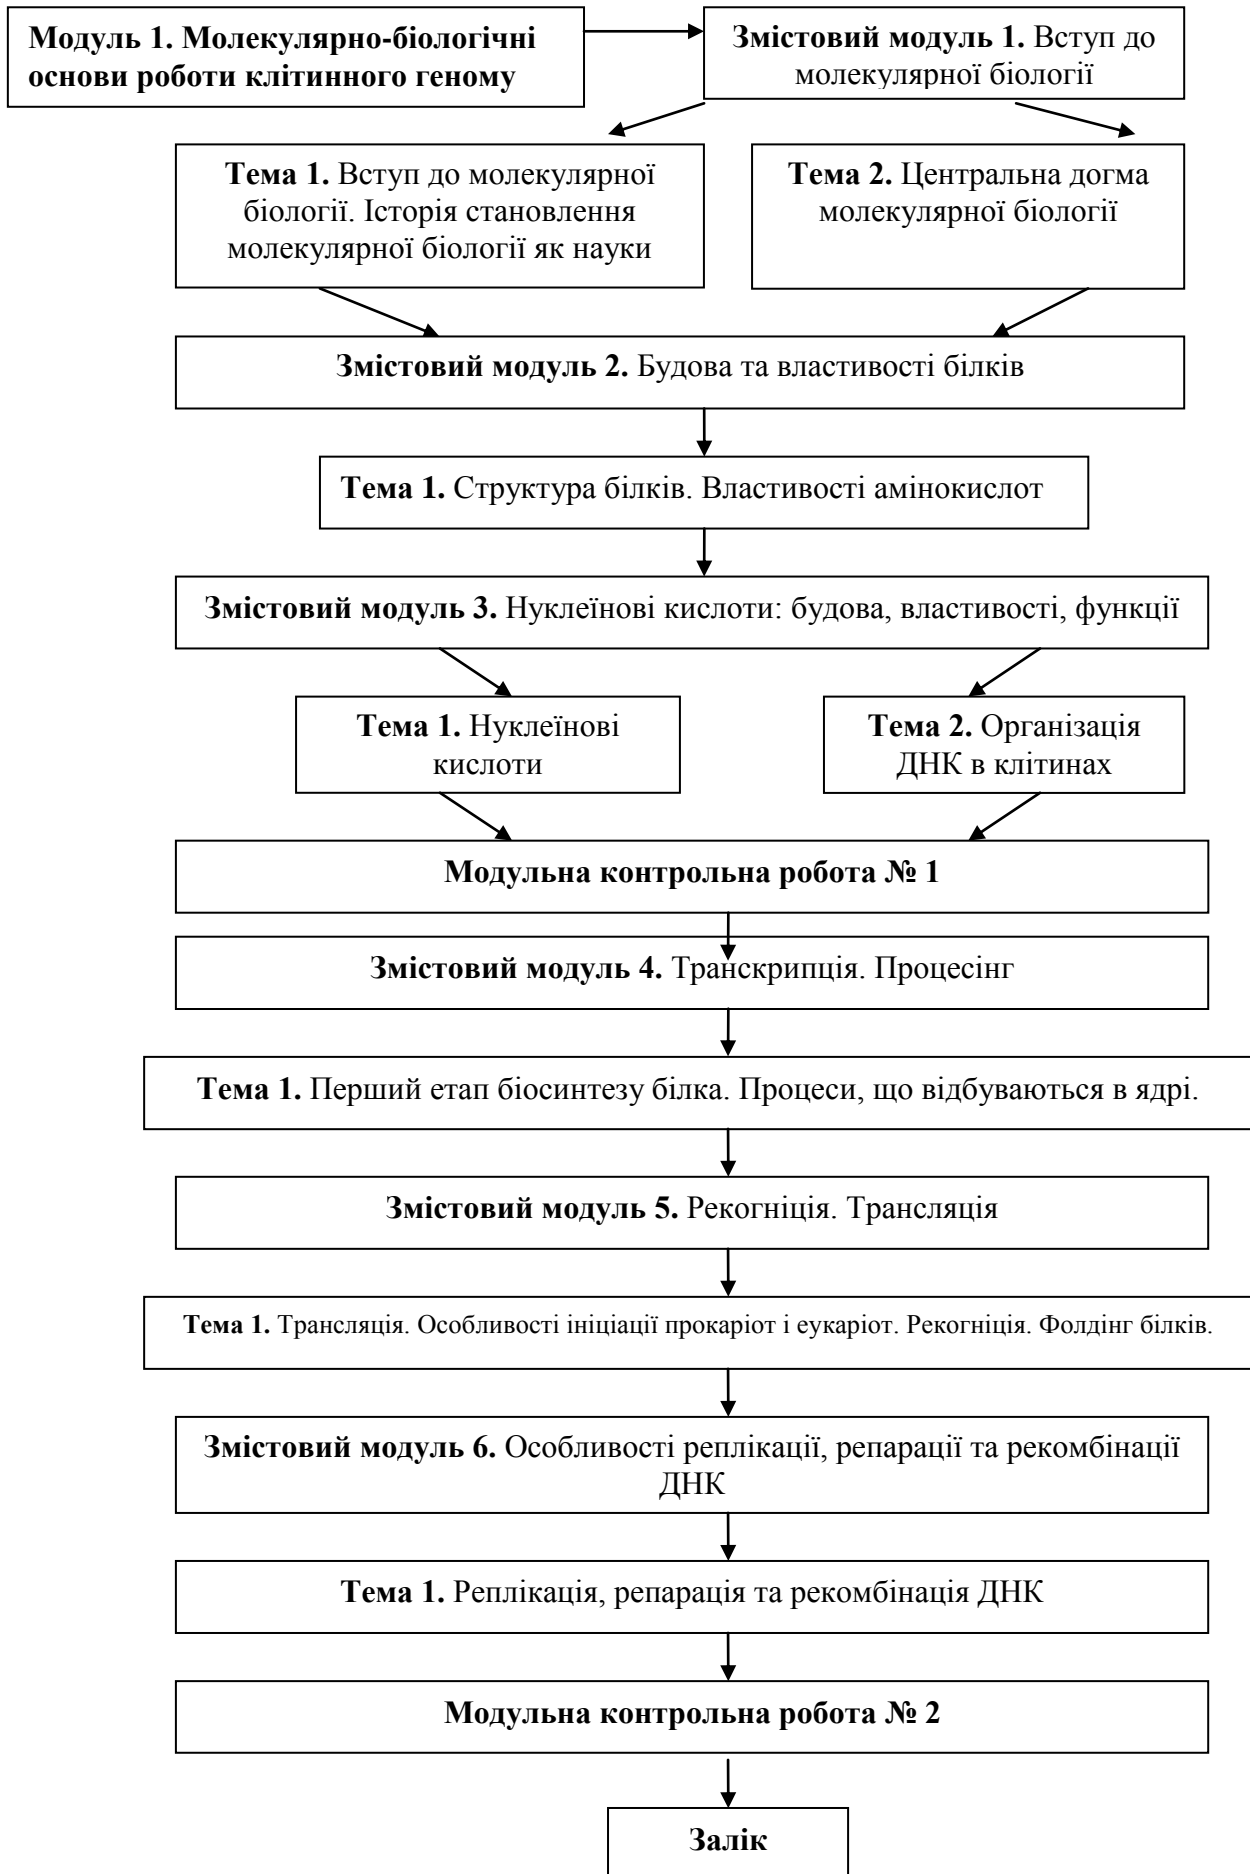 Модуль 1. Молекулярно-біологічні
основи роботи клітинного геному
Змістовий модуль 1. Вступ до
молекулярної біології
Тема 1. Вступ до молекулярної
біології. Історія становлення
молекулярної біології як науки
Тема 2. Центральна догма
молекулярної біології
Змістовий модуль 2. Будова та властивості білків
Тема 1. Структура білків. Властивості амінокислот
Змістовий модуль 3. Нуклеїнові кислоти: будова, властивості, функції
Тема 1. Нуклеїнові
кислоти
Тема 2. Організація
ДНК в клітинах
Модульна контрольна робота № 1
Змістовий модуль 4. Транскрипція. Процесінг
Тема 1. Перший етап біосинтезу білка. Процеси, що відбуваються в ядрі.
Змістовий модуль 5. Рекогніція. Трансляція
Тема 1. Трансляція. Особливості ініціації прокаріот і еукаріот. Рекогніція. Фолдінг білків.
Змістовий модуль 6. Особливості реплікації, репарації та рекомбінації
ДНК
Тема 1. Реплікація, репарація та рекомбінація ДНК
Модульна контрольна робота № 2
Залік